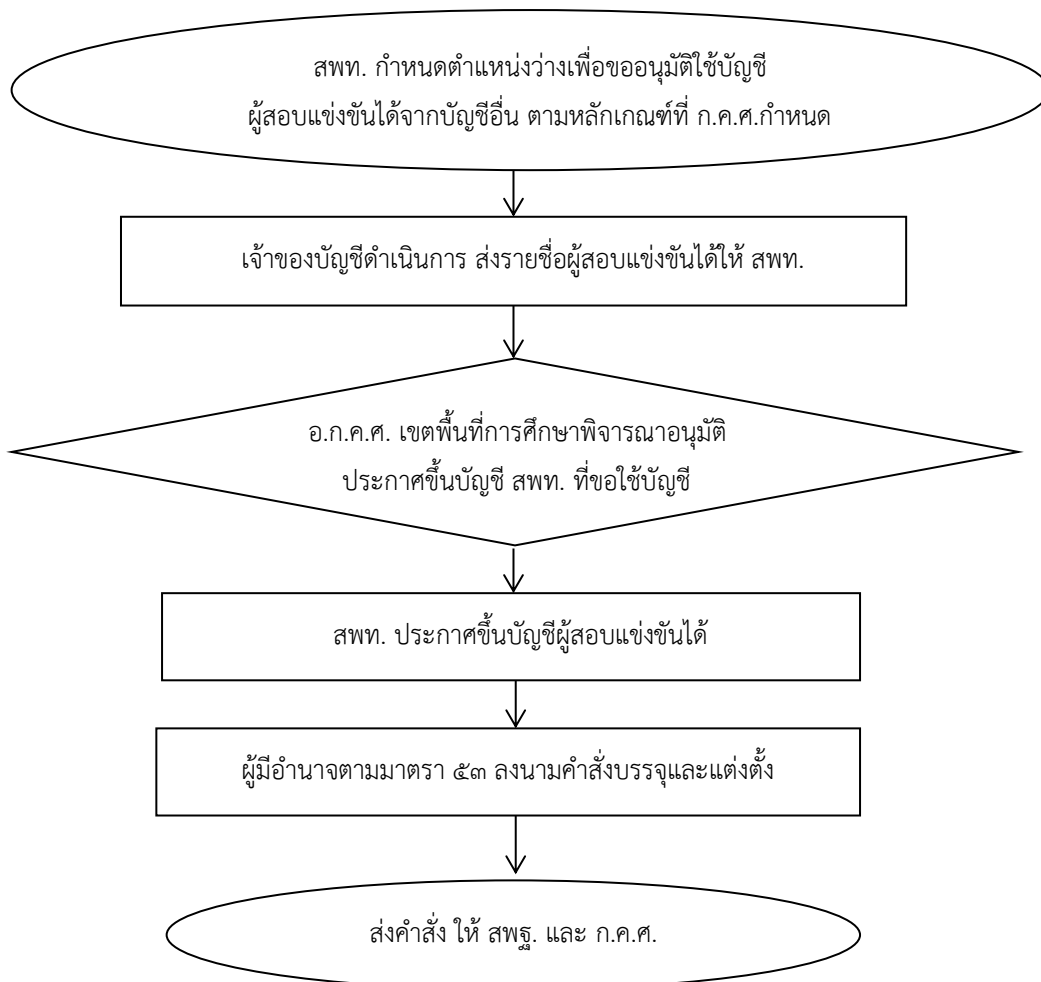 สพท. กำหนดตำแหน่งว่างเพื่อขออนุมัติใช้บัญชี
ผู้สอบแข่งขันได้จากบัญชีอื่น ตามหลักเกณฑ์ที่ ก.ค.ศ.กำหนด
เจ้าของบัญชีดำเนินการ ส่งรายชื่อผู้สอบแข่งขันได้ให้ สพท.
อ.ก.ค.ศ. เขตพื้นที่การศึกษาพิจารณาอนุมัติ
ประกาศขึ้นบัญชี สพท. ที่ขอใช้บัญชี
สพท. ประกาศขึ้นบัญชีผู้สอบแข่งขันได้
ผู้มีอำนาจตามมาตรา ๕๓ ลงนามคำสั่งบรรจุและแต่งตั้ง
ส่งคำสั่ง ให้ สพฐ. และ ก.ค.ศ.